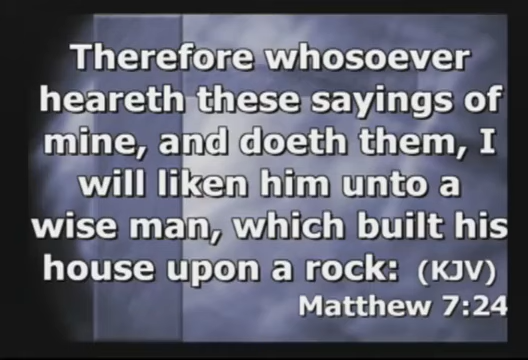 Therefore whosoever
heareth these sayings of
mine, and doeth them, I
will liken him unto a
wise man, which built his
house upon a rock: (KJV)
Matthew 7:24